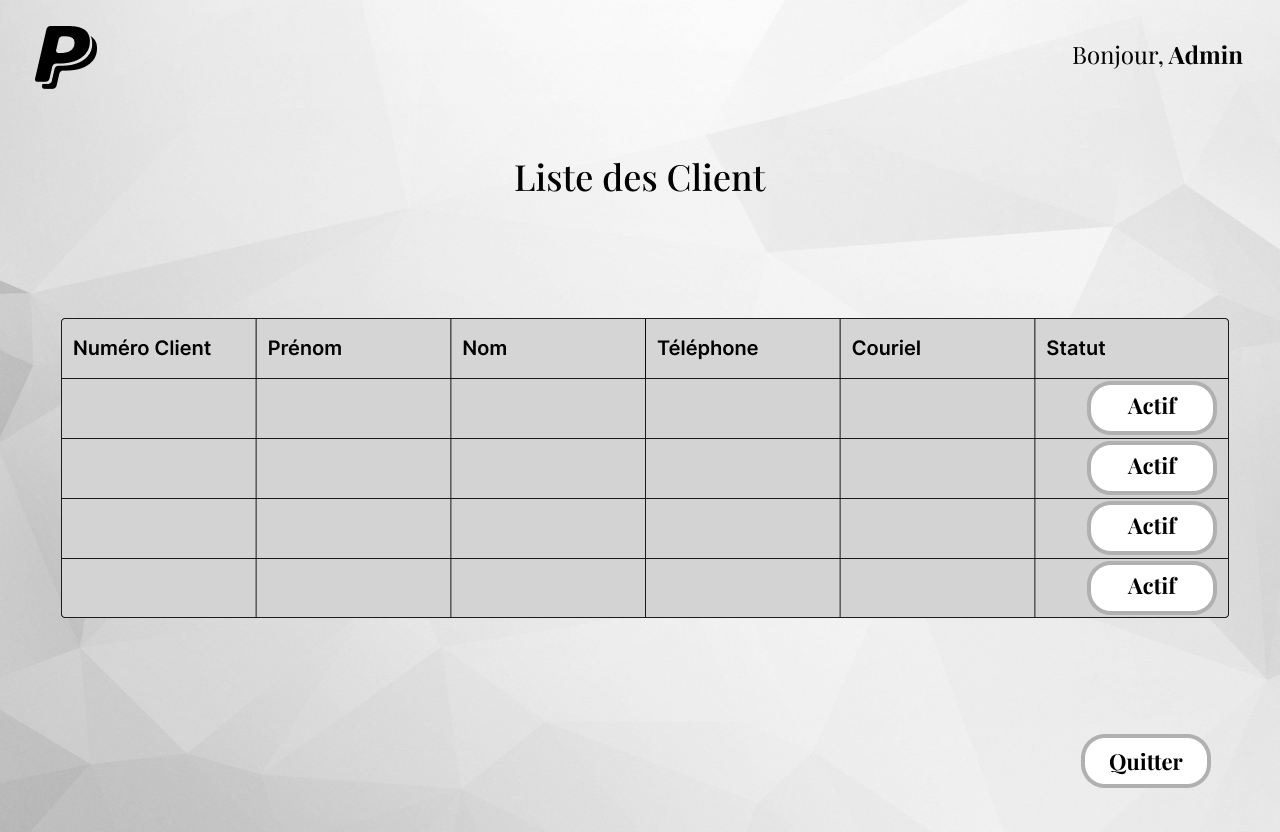 Bonjour, Admin
Liste des Client
Numéro Client Prénom Nom Téléphone Couriel Statut
Actif
Actif
Actif
Actif
Quitter